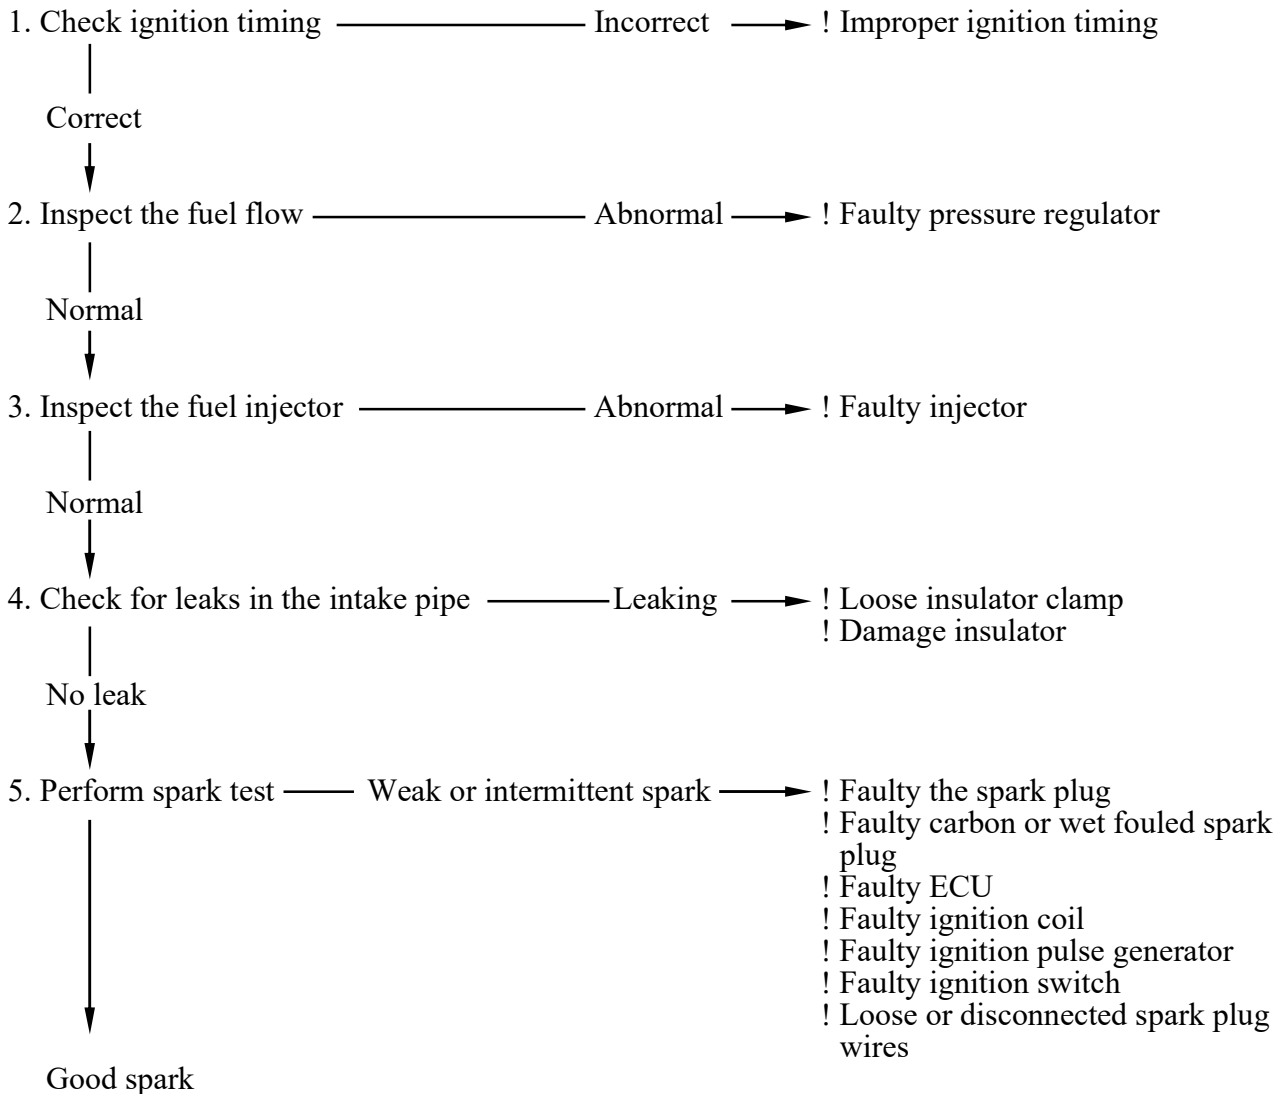 1. Check ignition timing Incorrect ! Improper ignition timing
Correct
2. Inspect the fuel flow Abnormal ! Faulty pressure regulator
Normal
3. Inspect the fuel injector Abnormal ! Faulty injector
Normal
4. Check for leaks in the intake pipe Leaking ! Loose insulator clamp
! Damage insulator
No leak
5. Perform spark test Weak or intermittent spark ! Faulty the spark plug
! Faulty carbon or wet fouled spark
plug
! Faulty ECU
! Faulty ignition coil
! Faulty ignition pulse generator
! Faulty ignition switch
! Loose or disconnected spark plug
wires
Good spark